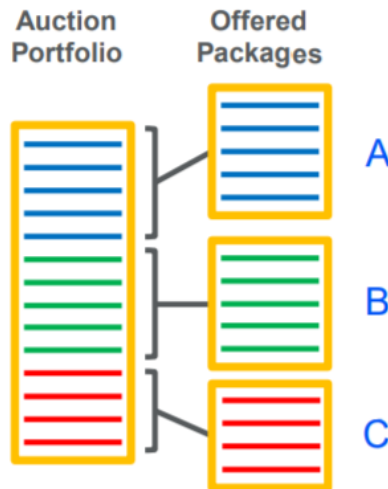 Auction
Portfolio
Offered
Packages
A
B
C